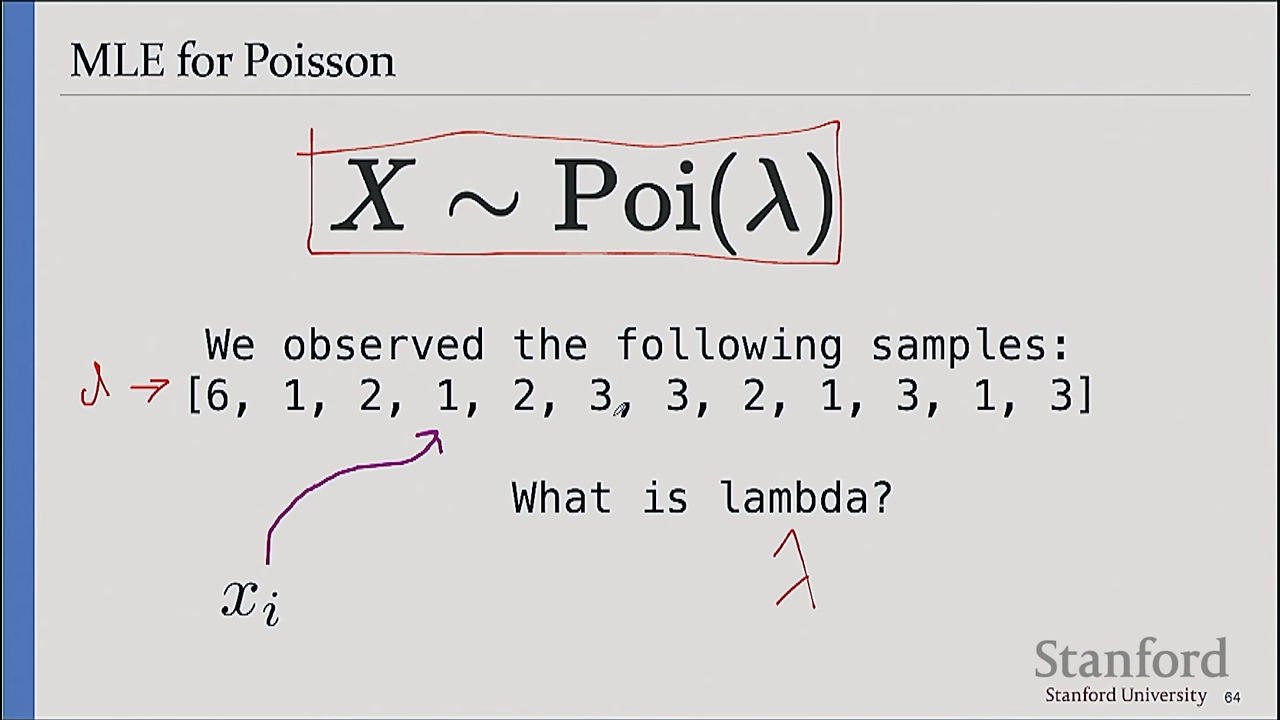 MLE for Poisson
X ~ Poi(λ)
We observed the following samples:
[6, 1, 2, 1, 2, 3, 3, 2, 1, 3, 1, 3]
What is lambda?
λ
x_i
Stanford
Stanford University 64